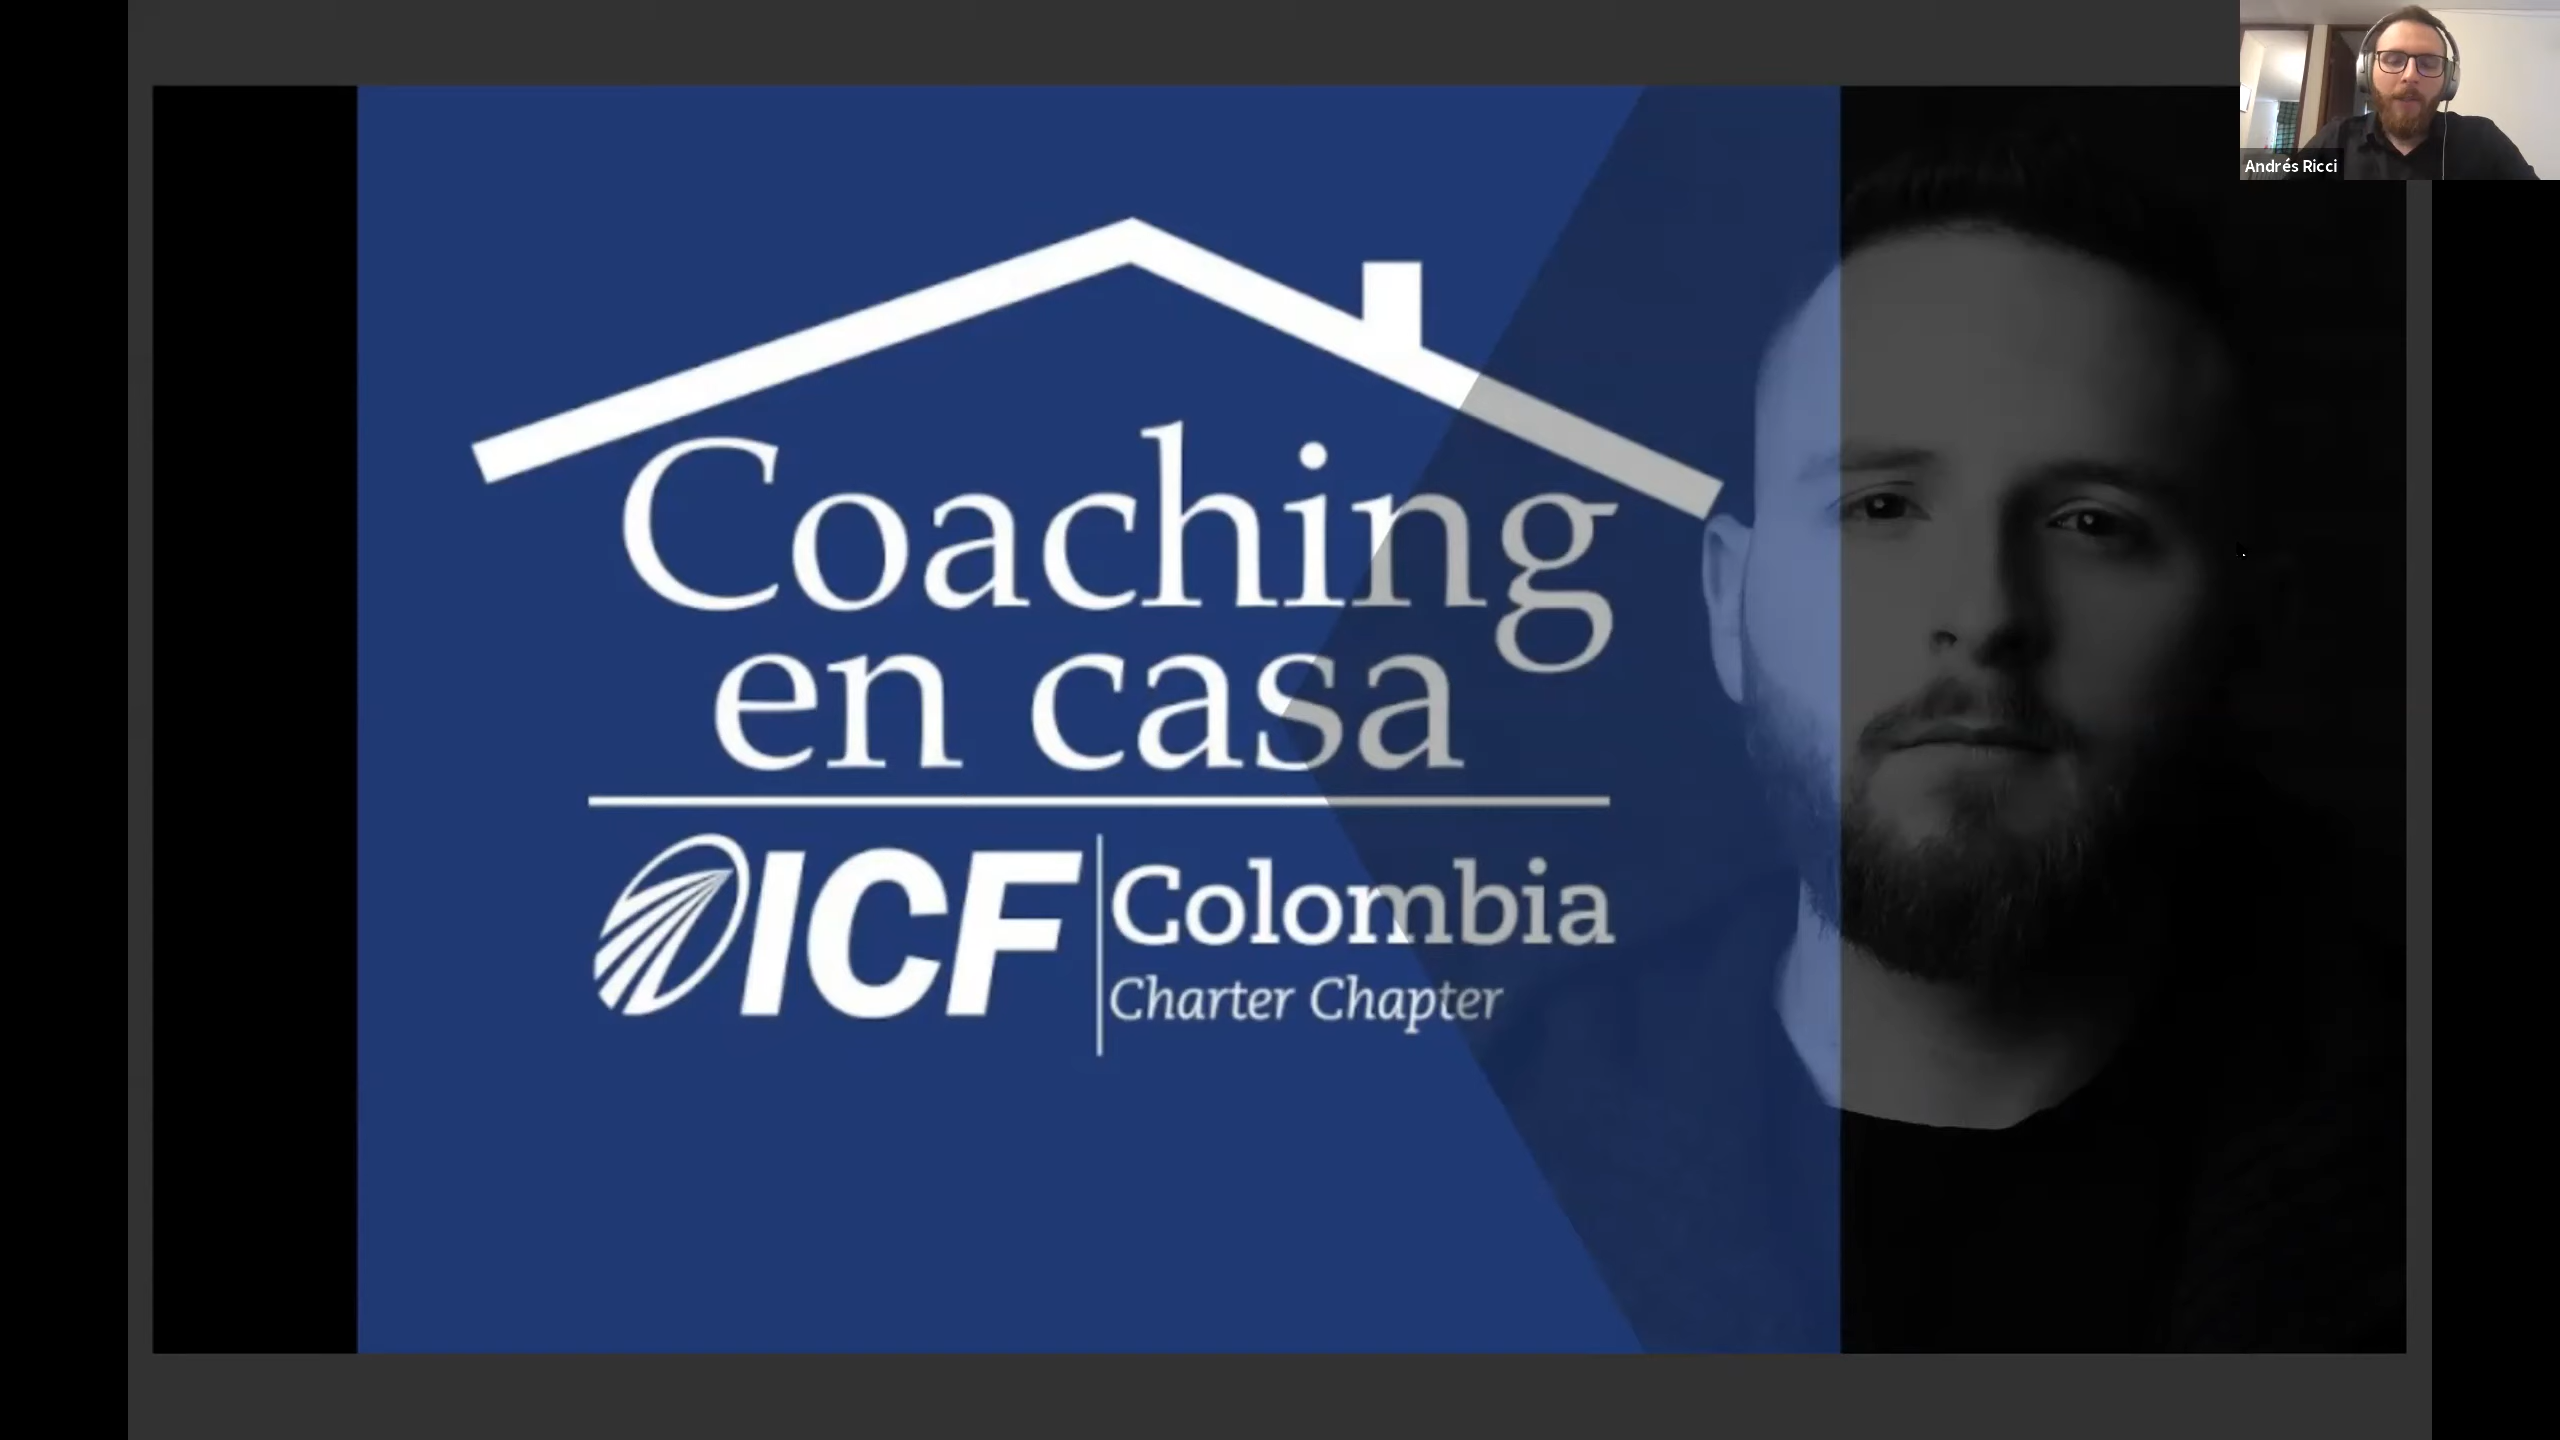 Andrés Ricci
Coaching
en casa
ICF
Colombia
Charter Chapter